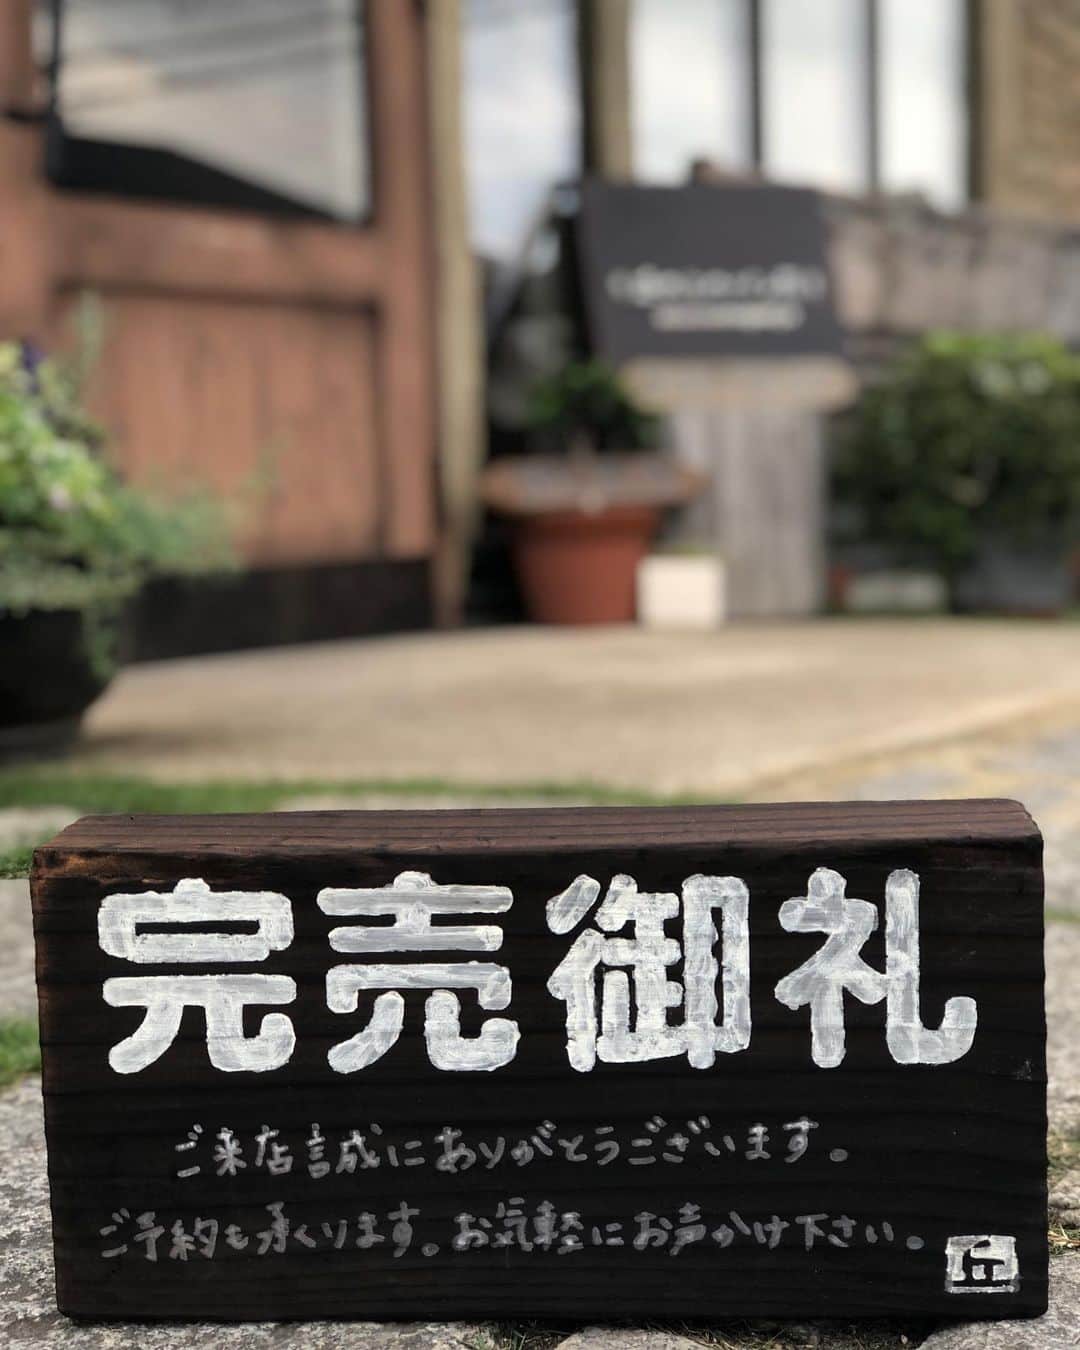 完売御礼
ご来店誠にありがとうございます。
ご予約も承くります。お気軽にお声かけ下さい。
丘